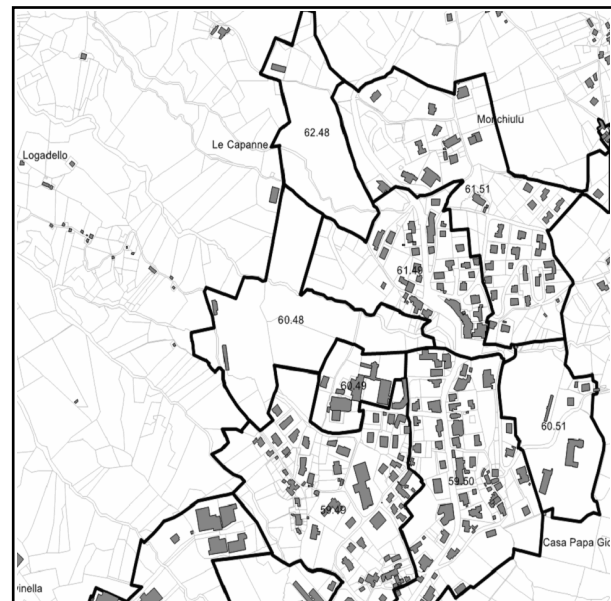 Monchiulu
62.48
Le Capanne
Logadello
61.51
61.49
60.48
60.49
60.51
59.50
59.49
Casa Papa Gio
vinella